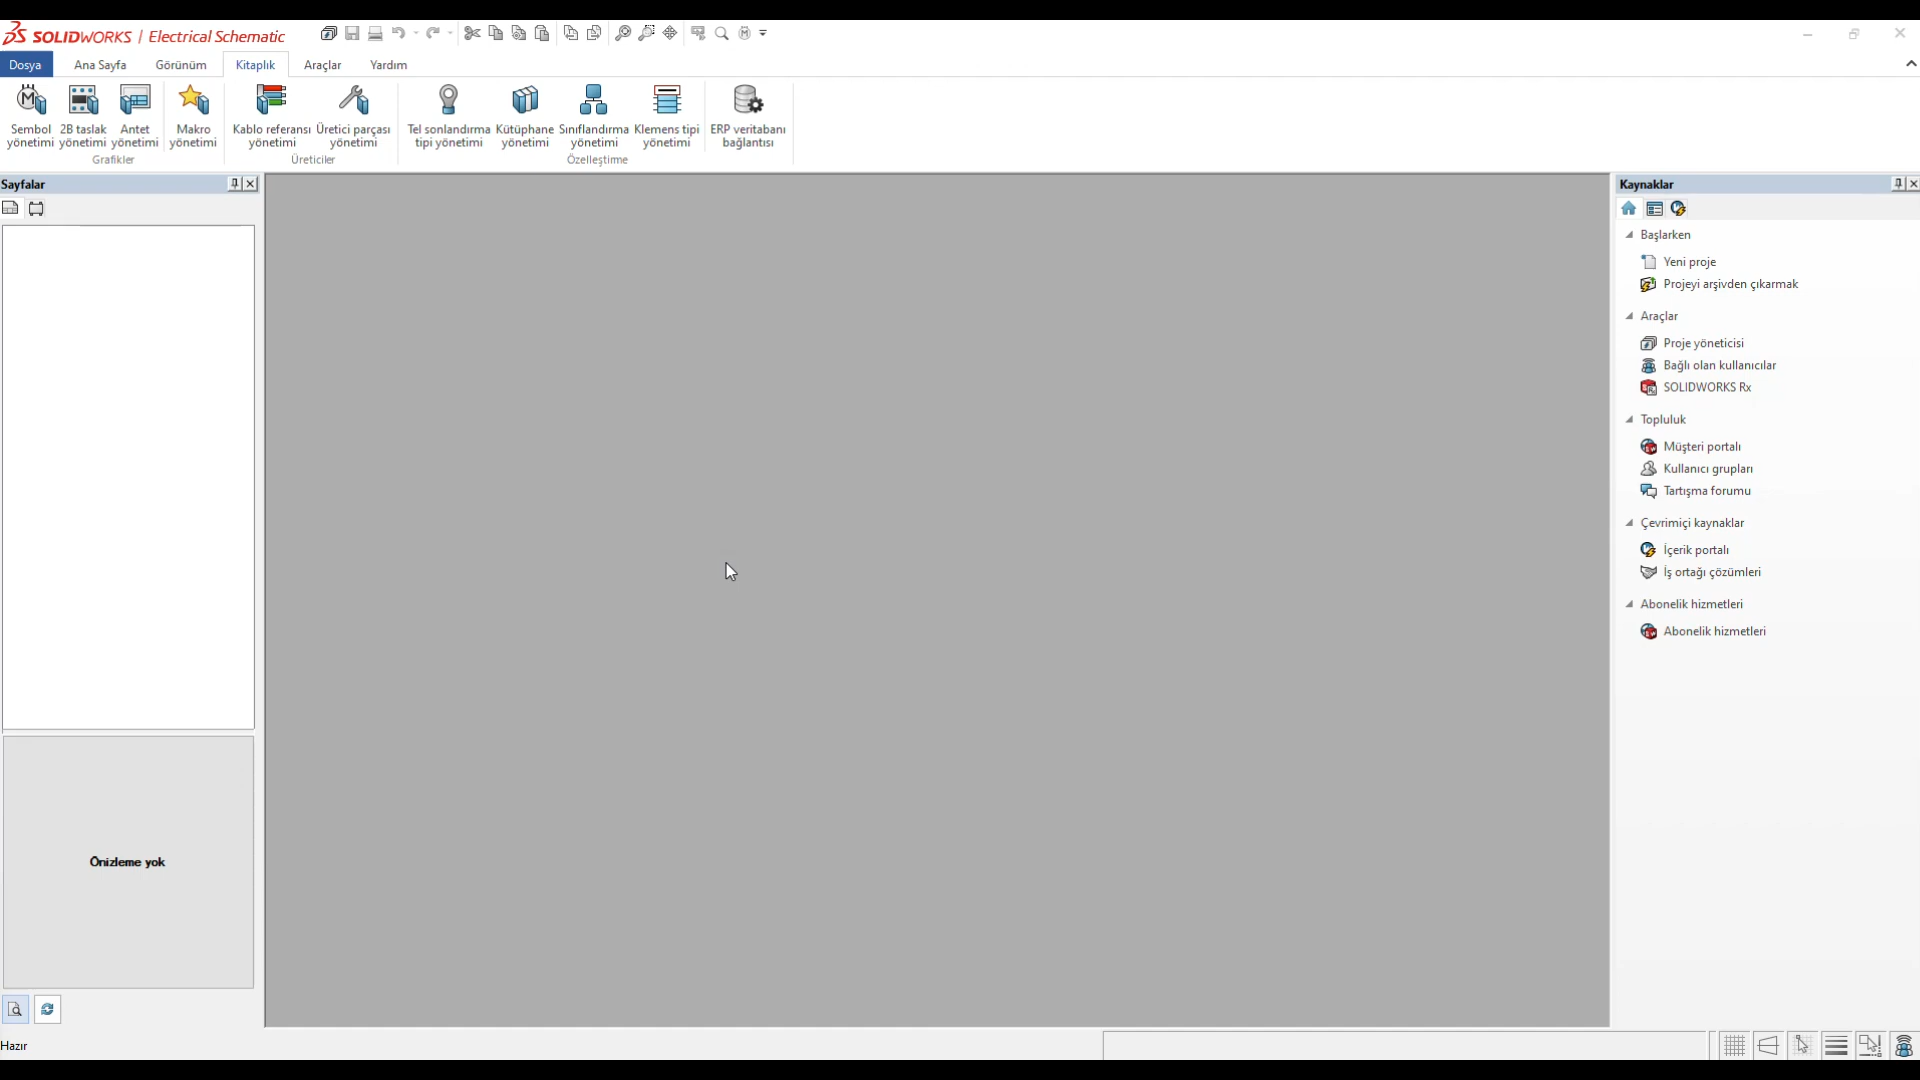 SOLIDWORKS | Electrical Schematic
Dosya Ana Sayfa Görünüm Kitaplık Araçlar Yardım
Sembol yönetimi
2B taslak yönetimi
Antet yönetimi
Makro yönetimi
Kablo referansı yönetimi
Üretici parçası yönetimi
Tel sonlandırma tipi yönetimi
Kütüphane yönetimi
Sınıflandırma yönetimi
Klemens tipi yönetimi
ERP veritabanı bağlantısı
Grafikler
Üreticiler
Özelleştirme
Sayfalar
Önizleme yok
Kaynaklar
Başlarken
Yeni proje
Projeyi arşivden çıkarmak
Araçlar
Proje yöneticisi
Bağlı olan kullanıcılar
SOLIDWORKS Rx
Topluluk
Müşteri portalı
Kullanıcı grupları
Tartışma forumu
Çevrimiçi kaynaklar
İçerik portalı
İş ortağı çözümleri
Abonelik hizmetleri
Abonelik hizmetleri
Hazır